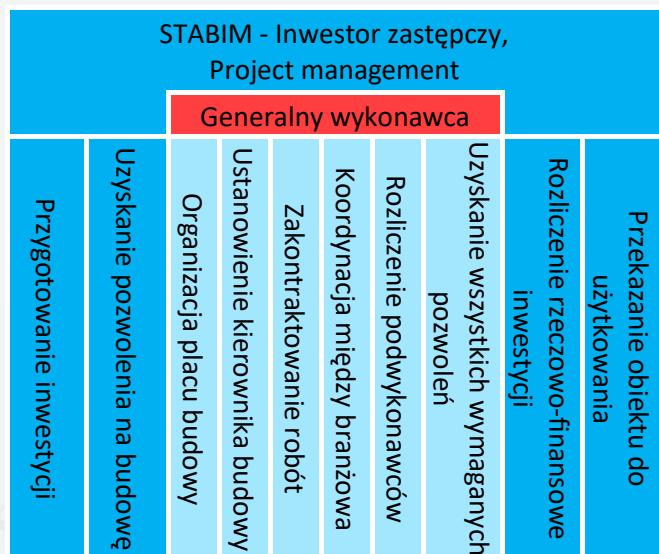 STABIM - Inwestor zastępczy,
Project management
Generalny wykonawca
Przygotowanie inwestycji
Uzyskanie pozwolenia na budowę
Organizacja placu budowy
Ustanowienie kierownika budowy
Zakontraktowanie robót
Koordynacja między branżowa
Rozliczenie podwykonawców
Uzyskanie wszystkich wymaganych
pozwoleń
Rozliczenie rzeczowo-finansowe
inwestycji
Przekazanie obiektu do
użytkowania